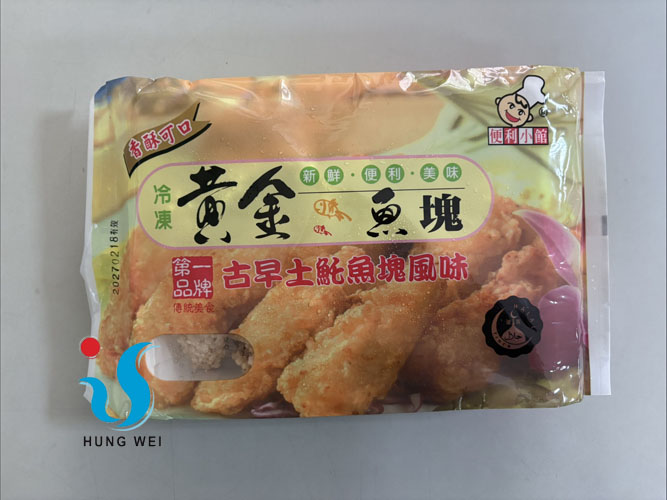 香酥可口
便利小館
新鮮·便利·美味
冷凍
黃金魚塊
第一品牌
傳統美食
古早土魠魚塊風味
20270218有效
HUNG WEI